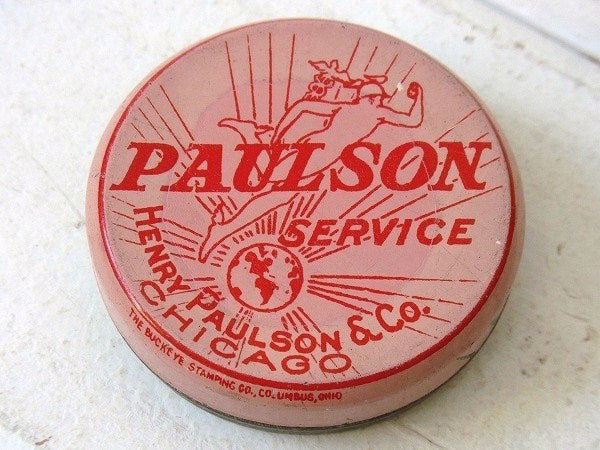 PAULSON
SERVICE
HENRY PAULSON & Co.
CHICAGO
THE BUCKEYE STAMPING CO., COLUMBUS, OHIO